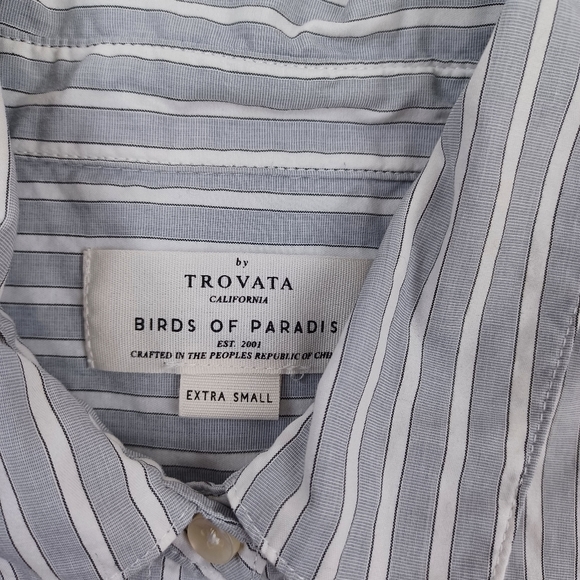 by
TROVATA
CALIFORNIA
BIRDS OF PARADIS
EST. 2001
CRAFTED IN THE PEOPLES REPUBLIC OF CHI
EXTRA SMALL